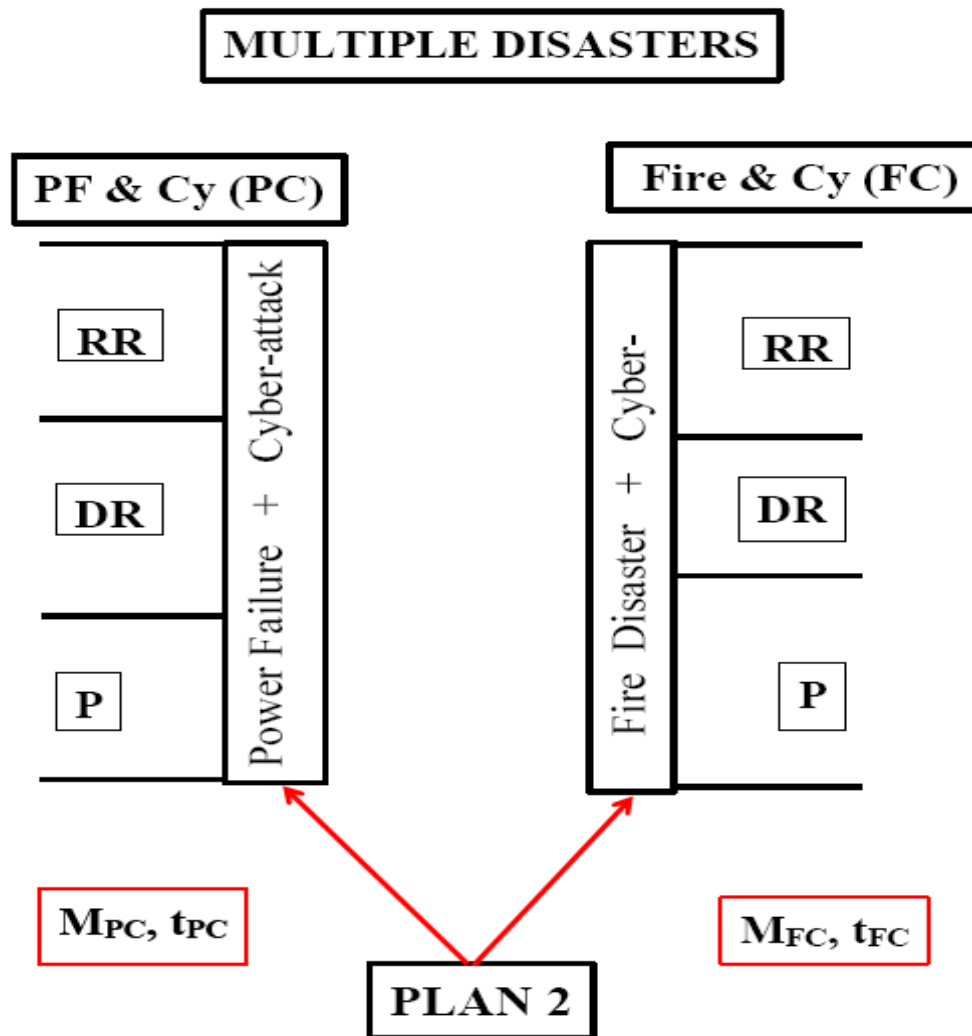 MULTIPLE DISASTERS
PF & Cy (PC)
Fire & Cy (FC)
RR
DR
P
Power Failure + Cyber-attack
Fire Disaster + Cyber-
RR
DR
P
MPC, tPC
MFC, tFC
PLAN 2